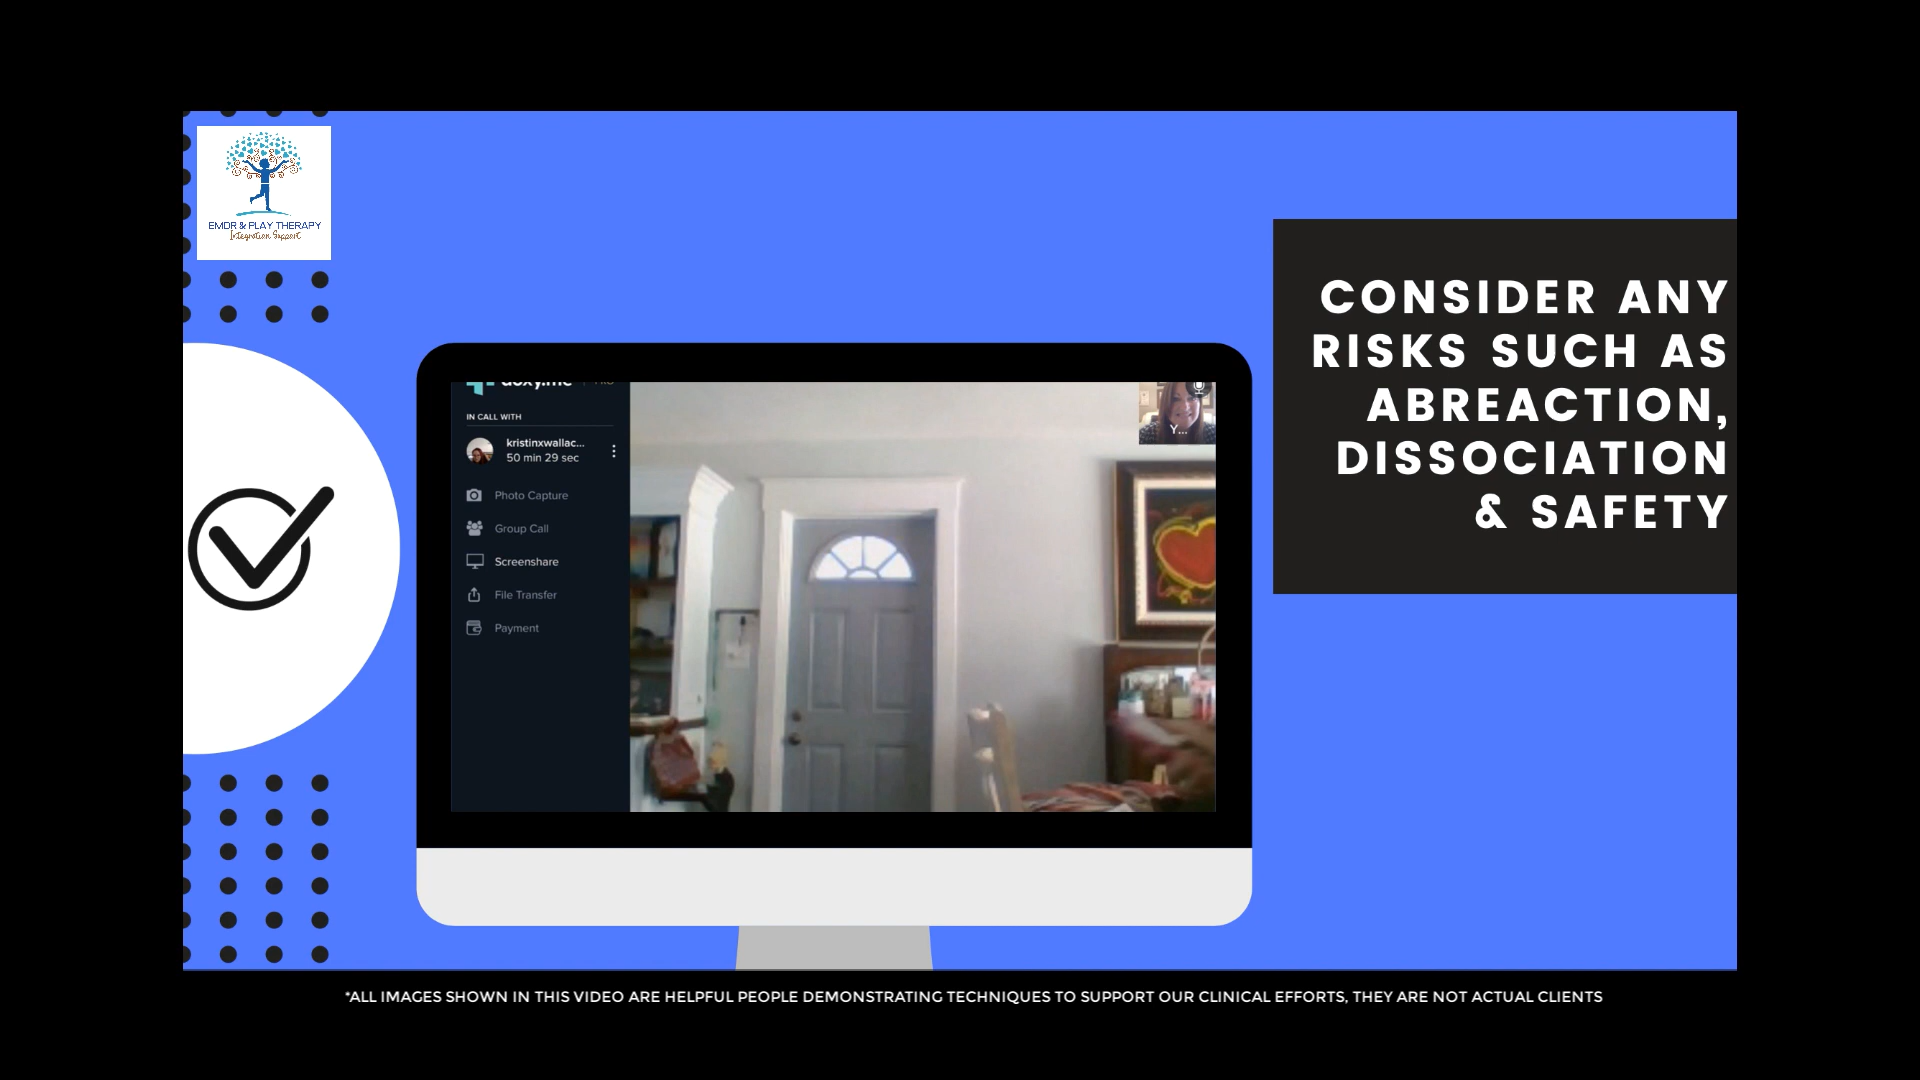 EMDR & PLAY THERAPY
Integration Support
CONSIDER ANY
RISKS SUCH AS
ABREACTION,
DISSOCIATION
& SAFETY
doxy.me
IN CALL WITH
kristinxwallac...
50 min 29 sec
Photo Capture
Group Call
Screenshare
File Transfer
Payment
Y...
*ALL IMAGES SHOWN IN THIS VIDEO ARE HELPFUL PEOPLE DEMONSTRATING TECHNIQUES TO SUPPORT OUR CLINICAL EFFORTS, THEY ARE NOT ACTUAL CLIENTS